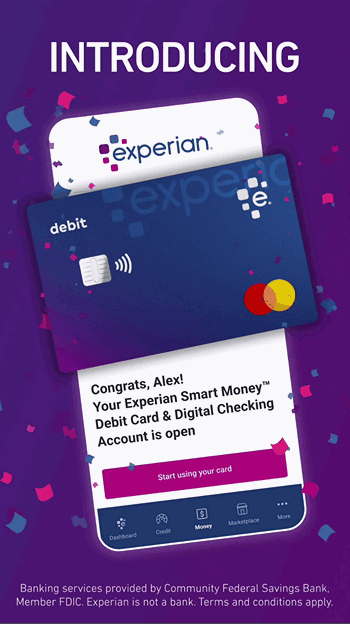 INTRODUCING
experian.
experian
debit
e.
Congrats, Alex!
Your Experian Smart Money™
Debit Card & Digital Checking
Account is open
Start using your card
Dashboard
Credit
Money
Marketplace
More
Banking services provided by Community Federal Savings Bank,
Member FDIC. Experian is not a bank. Terms and conditions apply.